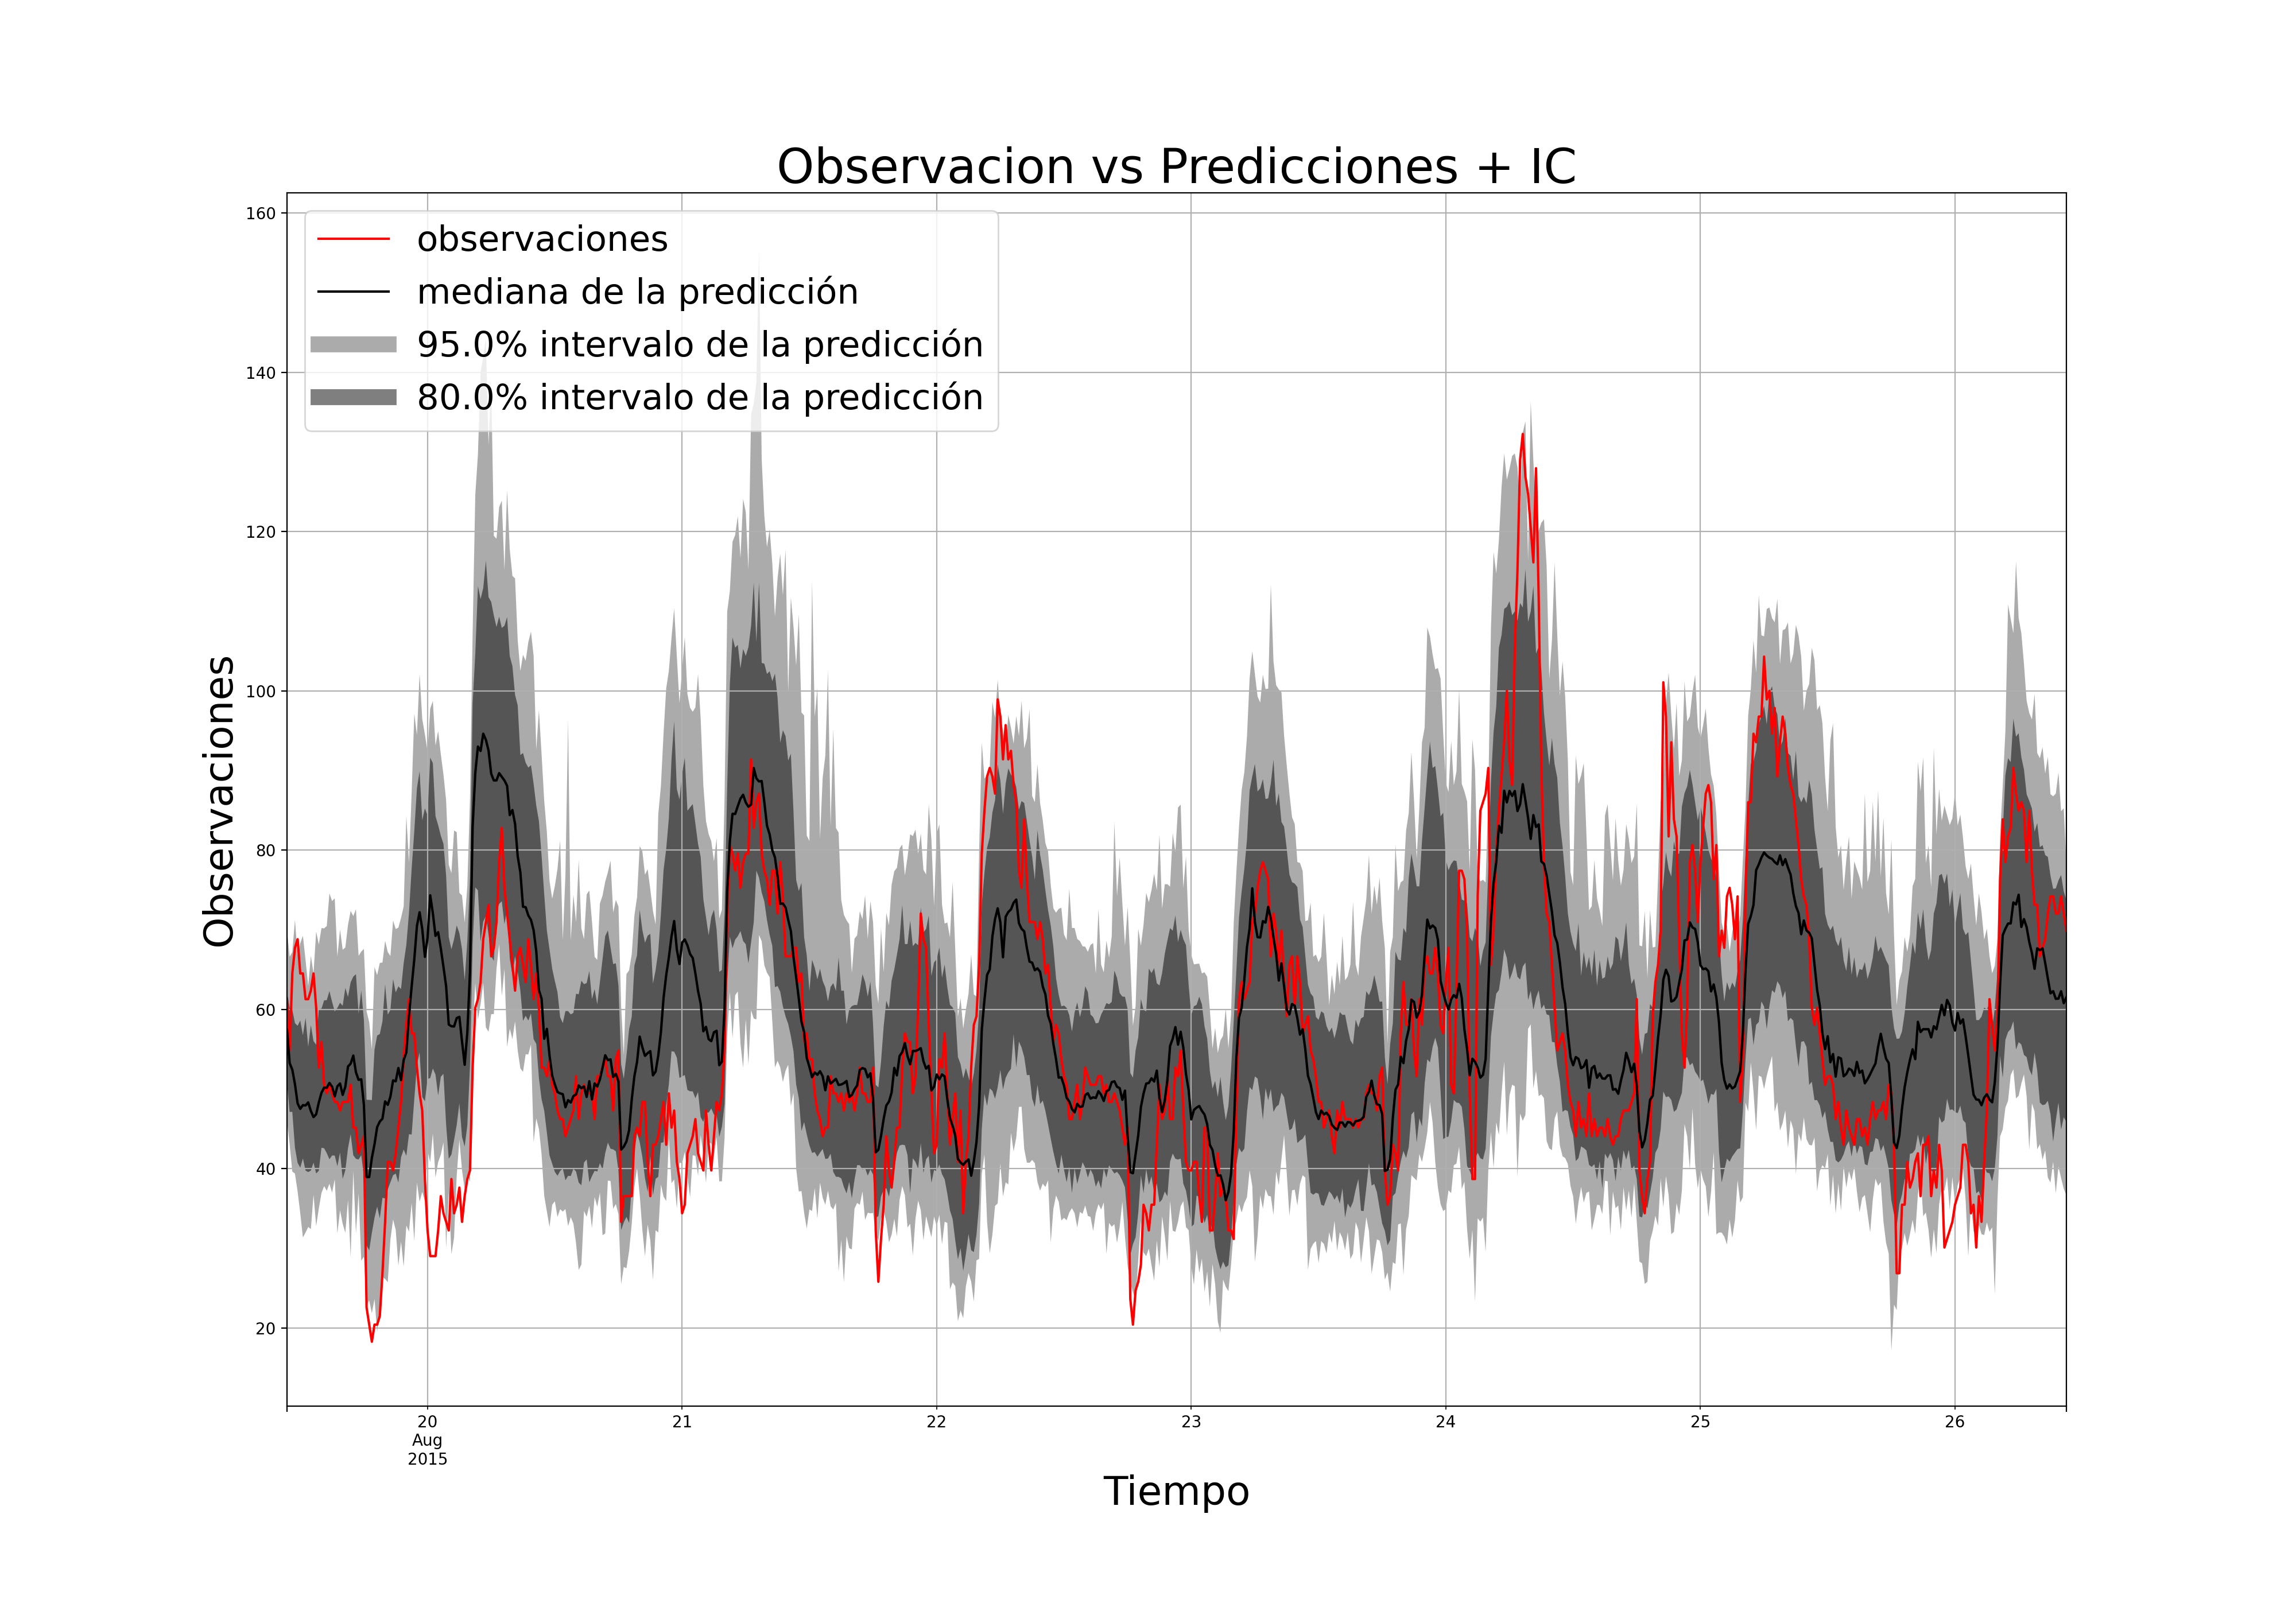 Observacion vs Predicciones + IC
observaciones
mediana de la predicción
95.0% intervalo de la predicción
80.0% intervalo de la predicción
Observaciones
160
140
120
100
80
60
40
20
20 21 22 23 24 25 26
Aug
2015
Tiempo